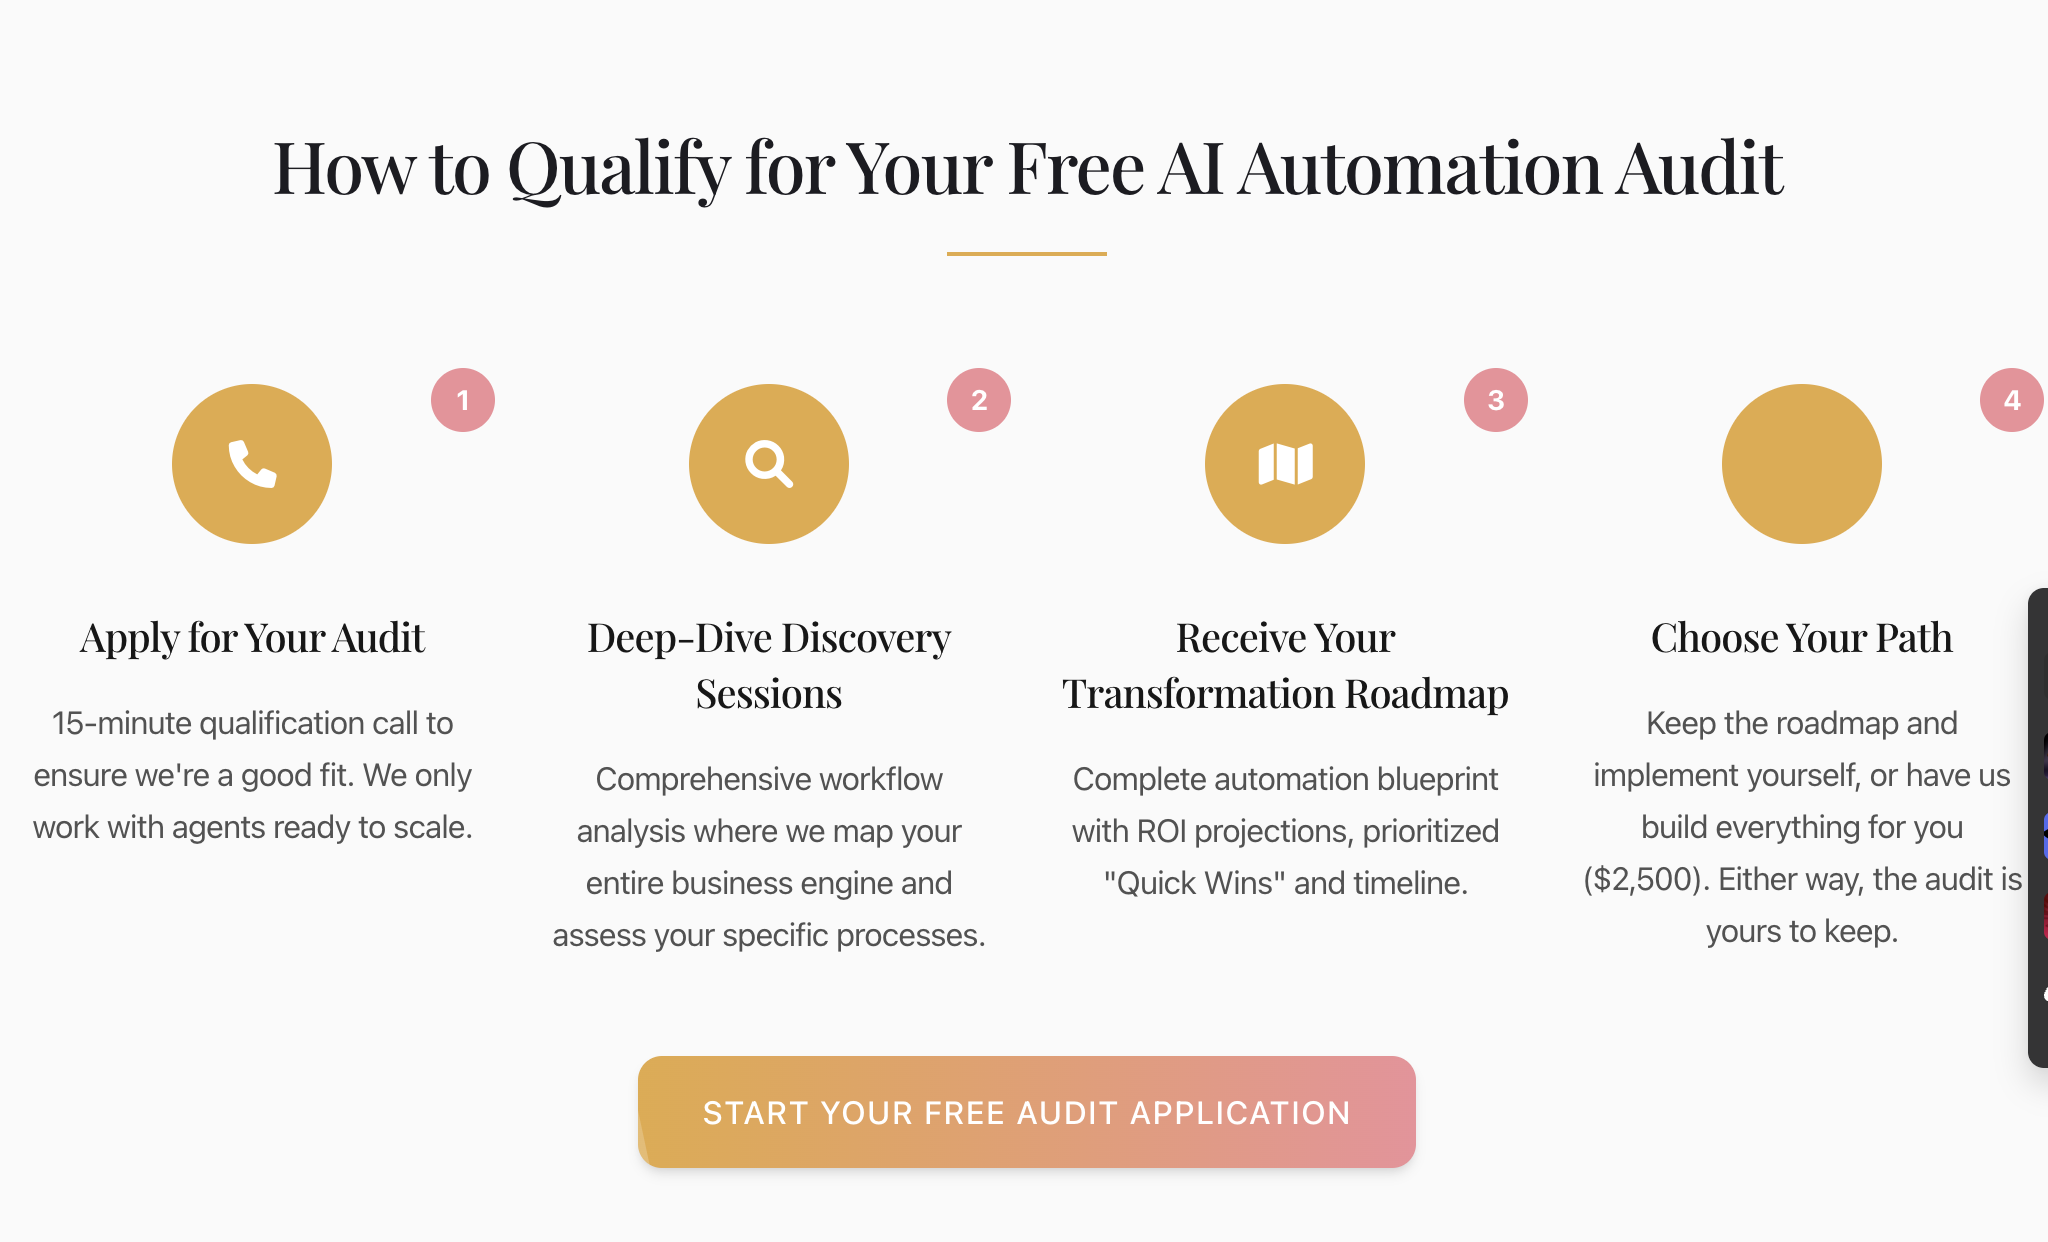 How to Qualify for Your Free AI Automation Audit
1
2
3
4
Apply for Your Audit
15-minute qualification call to
ensure we're a good fit. We only
work with agents ready to scale.
Deep-Dive Discovery
Sessions
Comprehensive workflow
analysis where we map your
entire business engine and
assess your specific processes.
Receive Your
Transformation Roadmap
Complete automation blueprint
with ROI projections, prioritized
"Quick Wins" and timeline.
Choose Your Path
Keep the roadmap and
implement yourself, or have us
build everything for you
($2,500). Either way, the audit is
yours to keep.
START YOUR FREE AUDIT APPLICATION